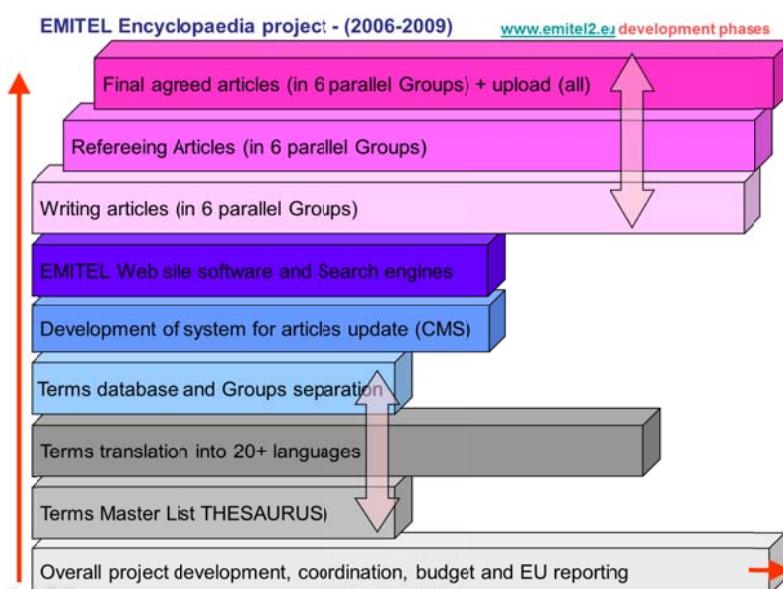 EMITEL Encyclopaedia project - (2006-2009) www.emitel2.eu development phases
Final agreed articles (in 6 parallel Groups) + upload (all)
Refereeing Articles (in 6 parallel Groups)
Writing articles (in 6 parallel Groups)
EMITEL Web site software and Search engines
Development of system for articles update (CMS)
Terms database and Groups separation
Terms translation into 20+ languages
Terms Master List THESAURUS)
Overall project development, coordination, budget and EU reporting